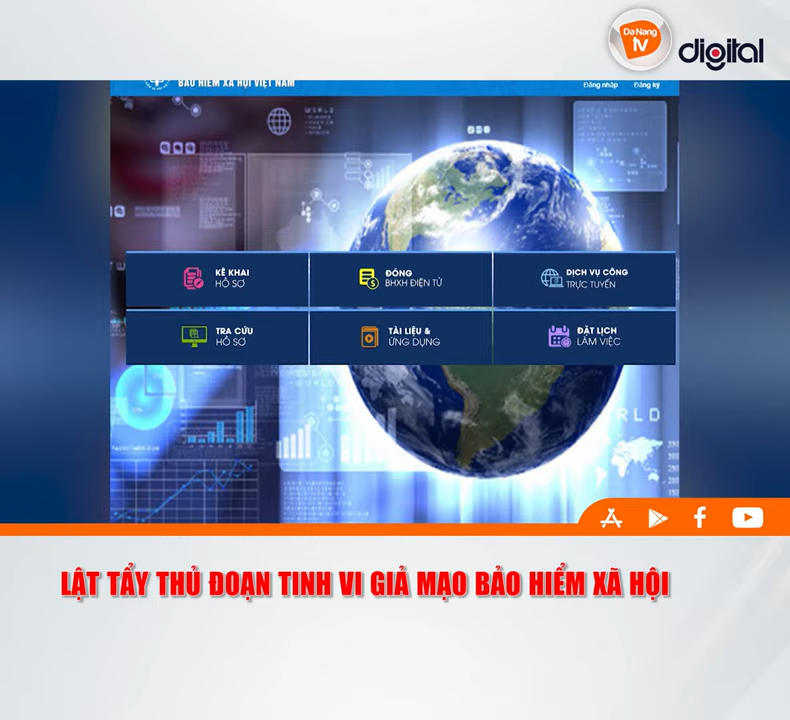 Da Nang
tv
digital
BẢO HIỂM XÃ HỘI VIỆT NAM
Đăng nhập
Đăng ký
WORLD
KÊ KHAI
HỒ SƠ
ĐÓNG
BHXH ĐIỆN TỬ
DỊCH VỤ CÔNG
TRỰC TUYẾN
TRA CỨU
HỒ SƠ
TÀI LIỆU &
ỨNG DỤNG
ĐẶT LỊCH
LÀM VIỆC
RLD
LẬT TẨY THỦ ĐOẠN TINH VI GIẢ MẠO BẢO HIỂM XÃ HỘI